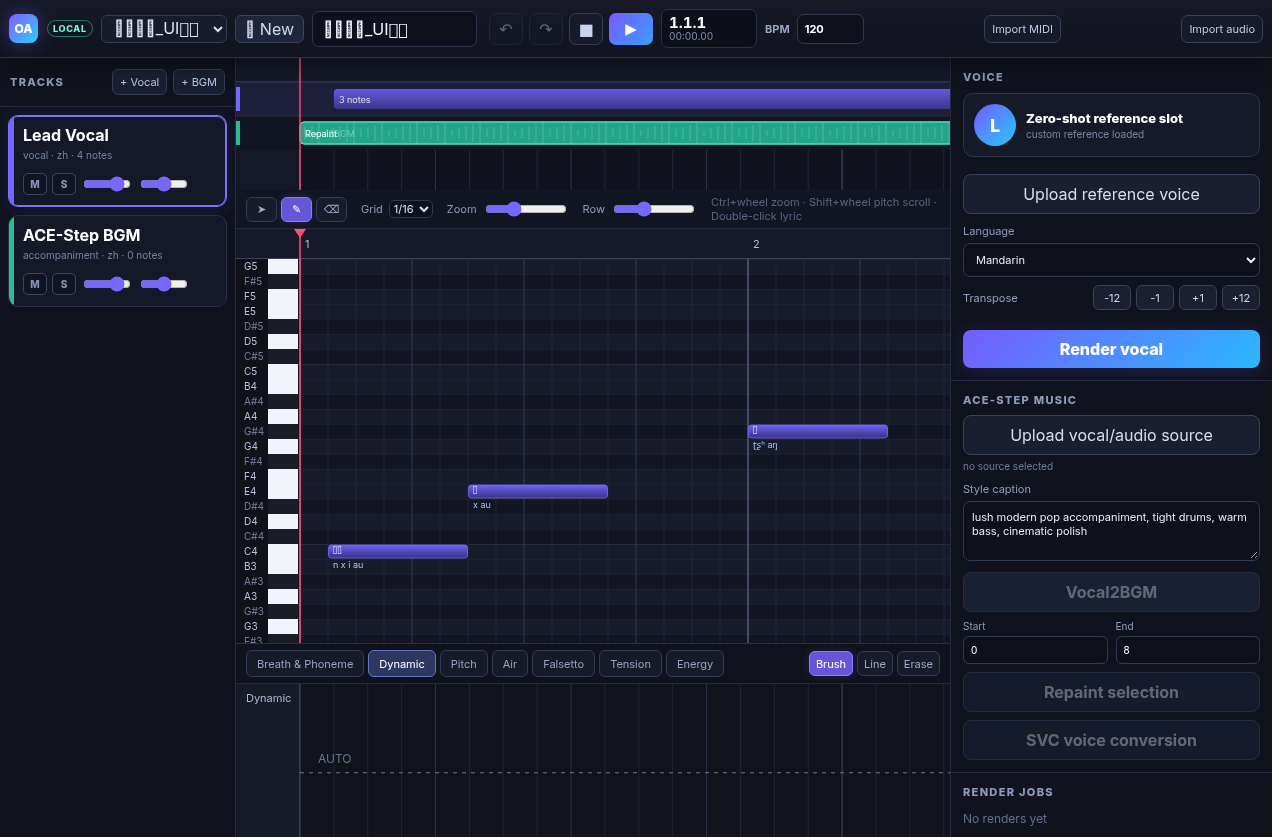 OA
LOCAL
_UI
New
_UI
1.1.1
00:00.00
BPM
120
Import MIDI
Import audio
TRACKS
+ Vocal
+ BGM
Lead Vocal
vocal · zh · 4 notes
M
S
ACE-Step BGM
accompaniment · zh · 0 notes
M
S
3 notes
Repaint
BGM
Grid
1/16
Zoom
Row
Ctrl+wheel zoom · Shift+wheel pitch scroll ·
Double-click lyric
1
2
G5
F#5
F5
E5
D#5
D5
C#5
C5
B4
A#4
A4
G#4
G4
F#4
F4
E4
D#4
D4
C#4
C4
B3
A#3
A3
G#3
G3
F#3
tʂʰ aŋ
x au
n x i au
Breath & Phoneme
Dynamic
Pitch
Air
Falsetto
Tension
Energy
Brush
Line
Erase
Dynamic
AUTO
VOICE
L
Zero-shot reference slot
custom reference loaded
Upload reference voice
Language
Mandarin
Transpose
-12
-1
+1
+12
Render vocal
ACE-STEP MUSIC
Upload vocal/audio source
no source selected
Style caption
lush modern pop accompaniment, tight drums, warm
bass, cinematic polish
Vocal2BGM
Start
End
0
8
Repaint selection
SVC voice conversion
RENDER JOBS
No renders yet